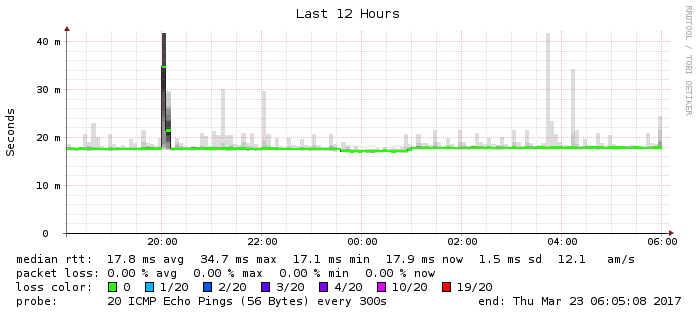 Last 12 Hours
RRDTOOL / TOBI OETIKER
Seconds
40 m
30 m
20 m
10 m
0
20:00 22:00 00:00 02:00 04:00 06:00
median rtt: 17.8 ms avg 34.7 ms max 17.1 ms min 17.9 ms now 1.5 ms sd 12.1 am/s
packet loss: 0.00 % avg 0.00 % max 0.00 % min 0.00 % now
loss color: 0 1/20 2/20 3/20 4/20 10/20 19/20
probe: 20 ICMP Echo Pings (56 Bytes) every 300s end: Thu Mar 23 06:05:08 2017